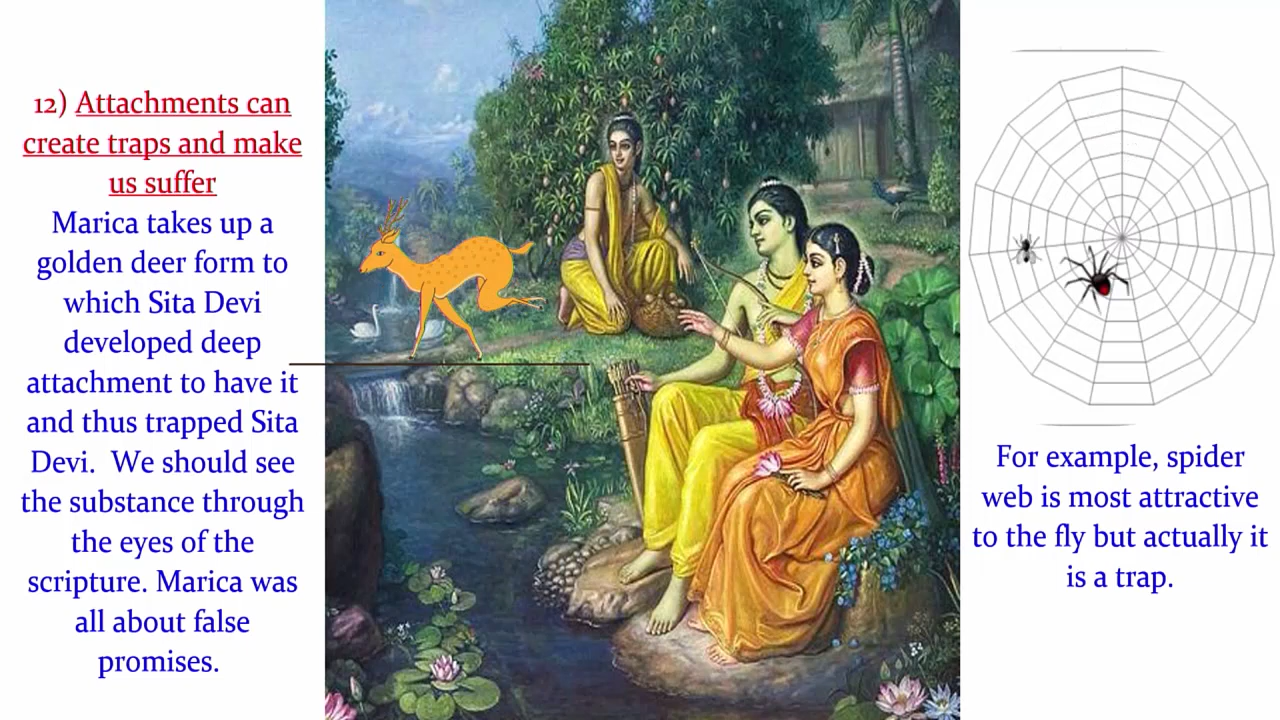 12) Attachments can
create traps and make
us suffer
Marica takes up a
golden deer form to
which Sita Devi
developed deep
attachment to have it
and thus trapped Sita
Devi.  We should see
the substance through
the eyes of the
scripture. Marica was
all about false
promises.
For example, spider
web is most attractive
to the fly but actually it
is a trap.